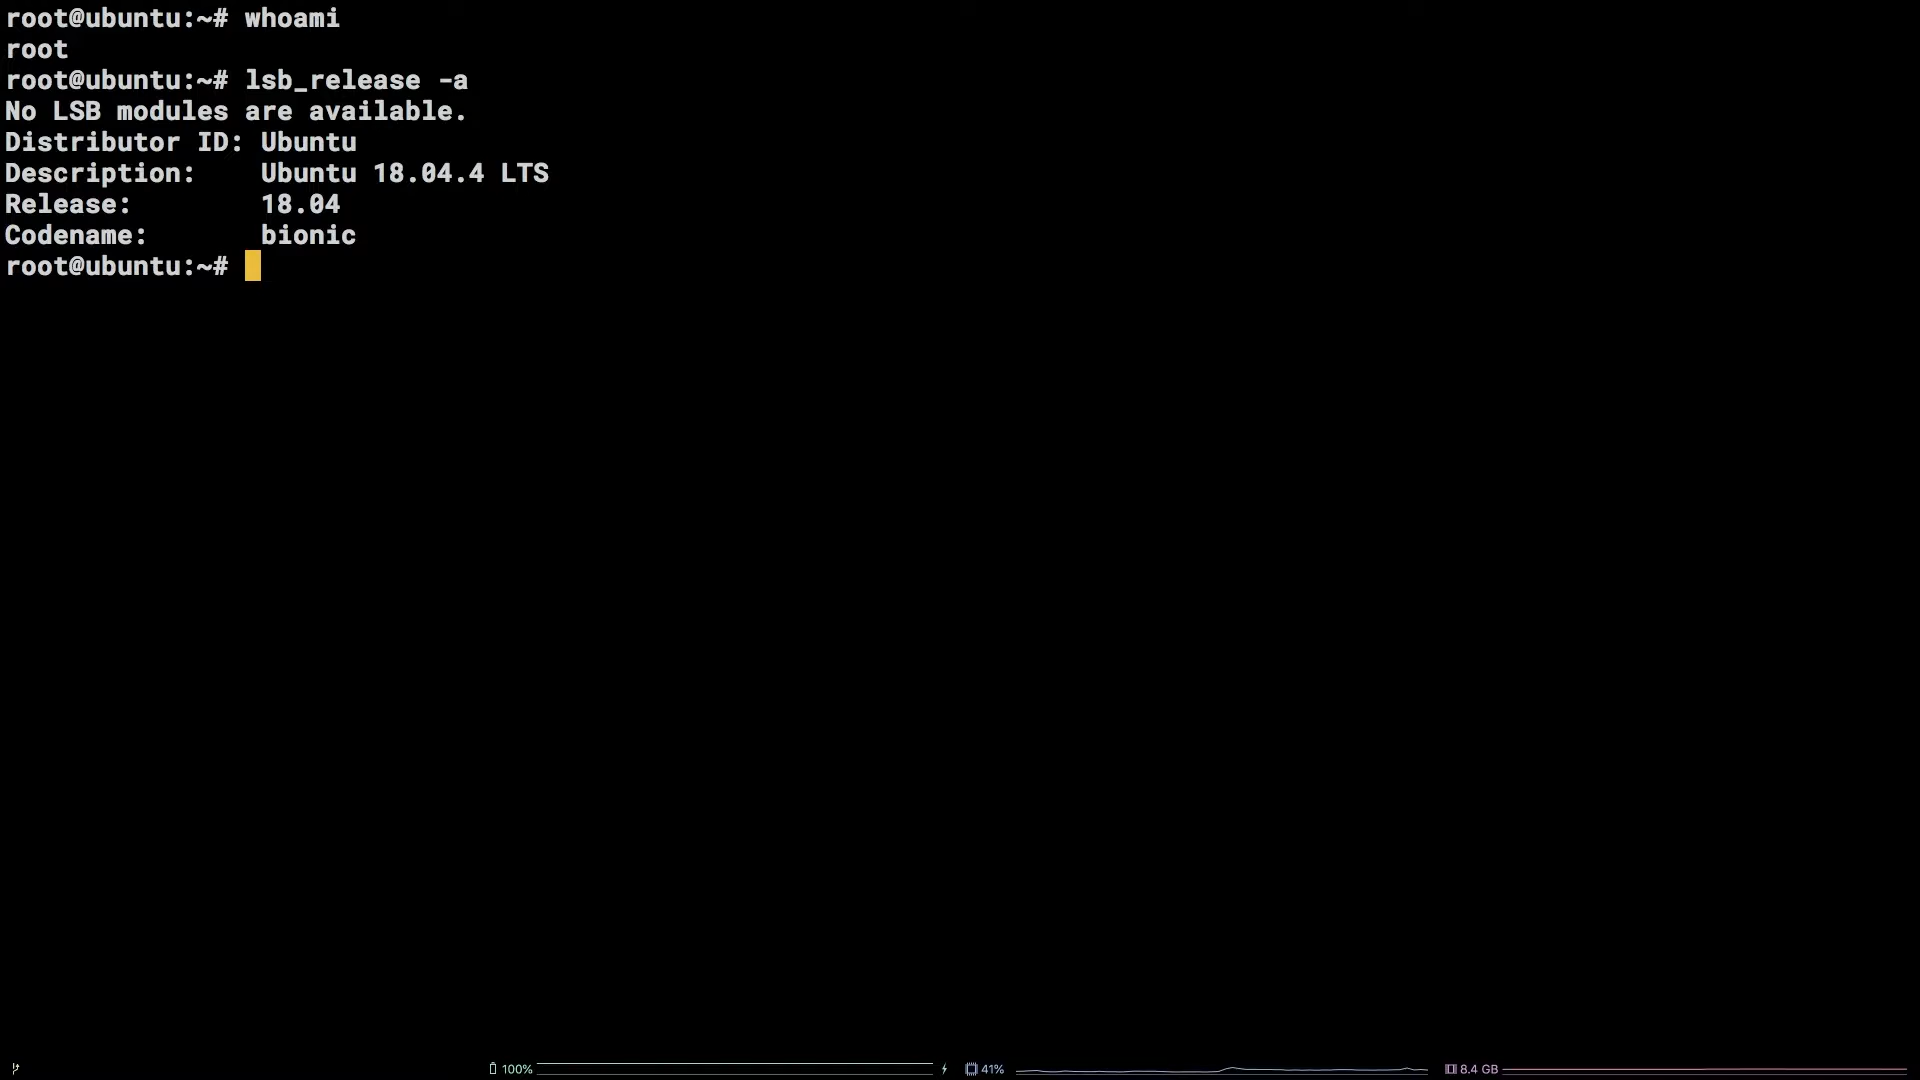 root@ubuntu:~# whoami
root
root@ubuntu:~# lsb_release -a
No LSB modules are available.
Distributor ID: Ubuntu
Description:    Ubuntu 18.04.4 LTS
Release:        18.04
Codename:       bionic
root@ubuntu:~#
100% 41% 8.4 GB